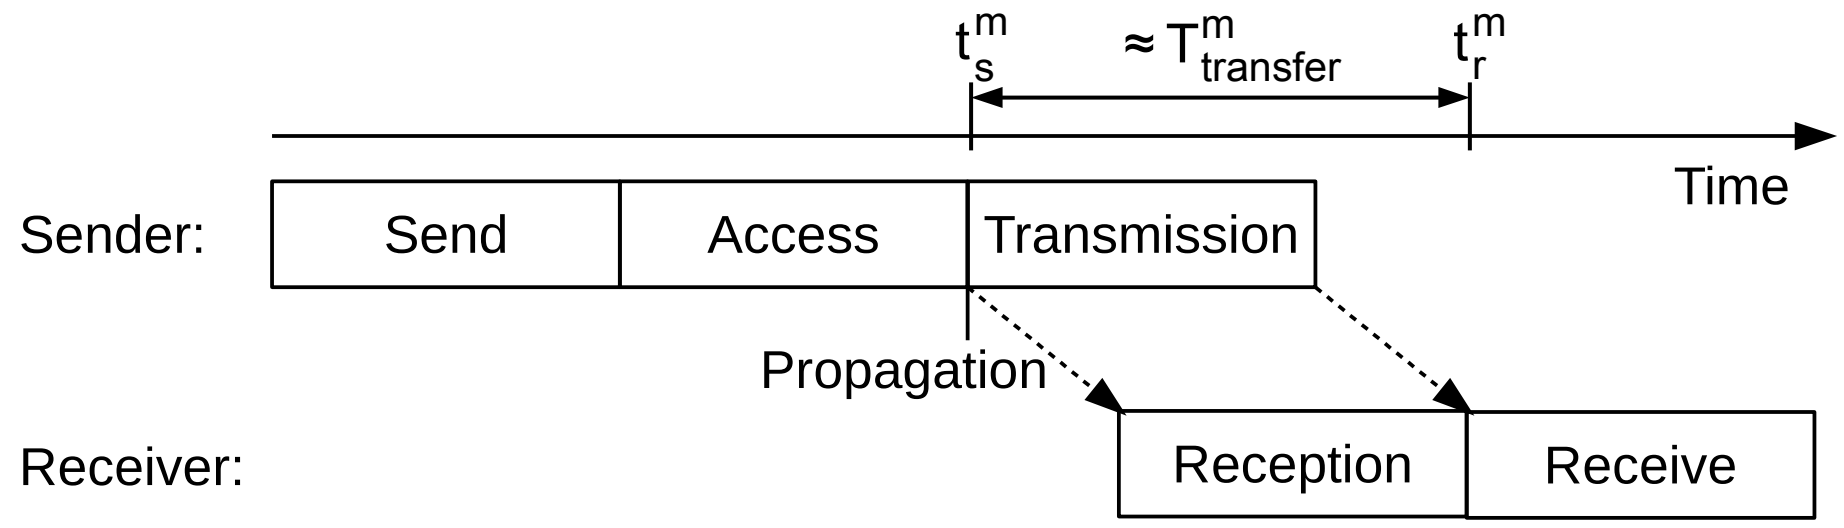 t_s^m ≈ T_transfer^m t_r^m
Time
Sender: Send Access Transmission
Propagation
Receiver: Reception Receive